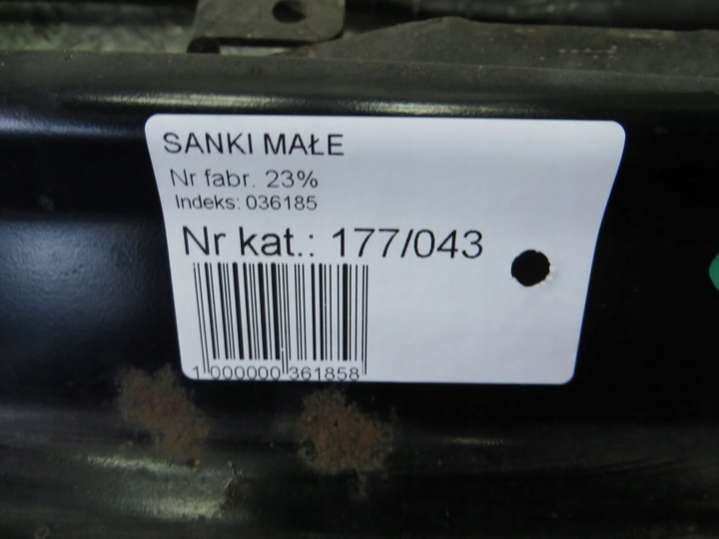 SANKI MAŁE
Nr fabr. 23%
Indeks: 036185
Nr kat.: 177/043
1 000000 361858